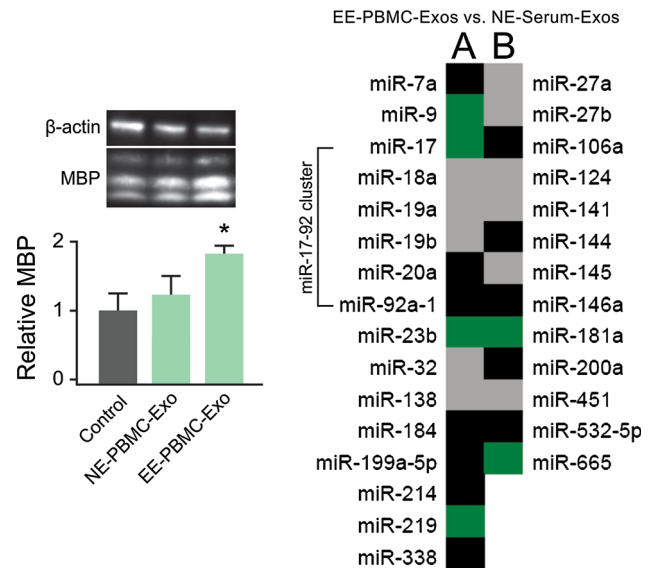 β-actin
MBP
*
Relative MBP
2
1
0
Control
NE-PBMC-Exo
EE-PBMC-Exo
EE-PBMC-Exos vs. NE-Serum-Exos
A B
miR-7a miR-27a
miR-9 miR-27b
miR-17 miR-106a
miR-18a miR-124
miR-19a miR-141
miR-19b miR-144
miR-20a miR-145
miR-92a-1 miR-146a
miR-23b miR-181a
miR-32 miR-200a
miR-138 miR-451
miR-184 miR-532-5p
miR-199a-5p miR-665
miR-214
miR-219
miR-338
miR-17-92 cluster